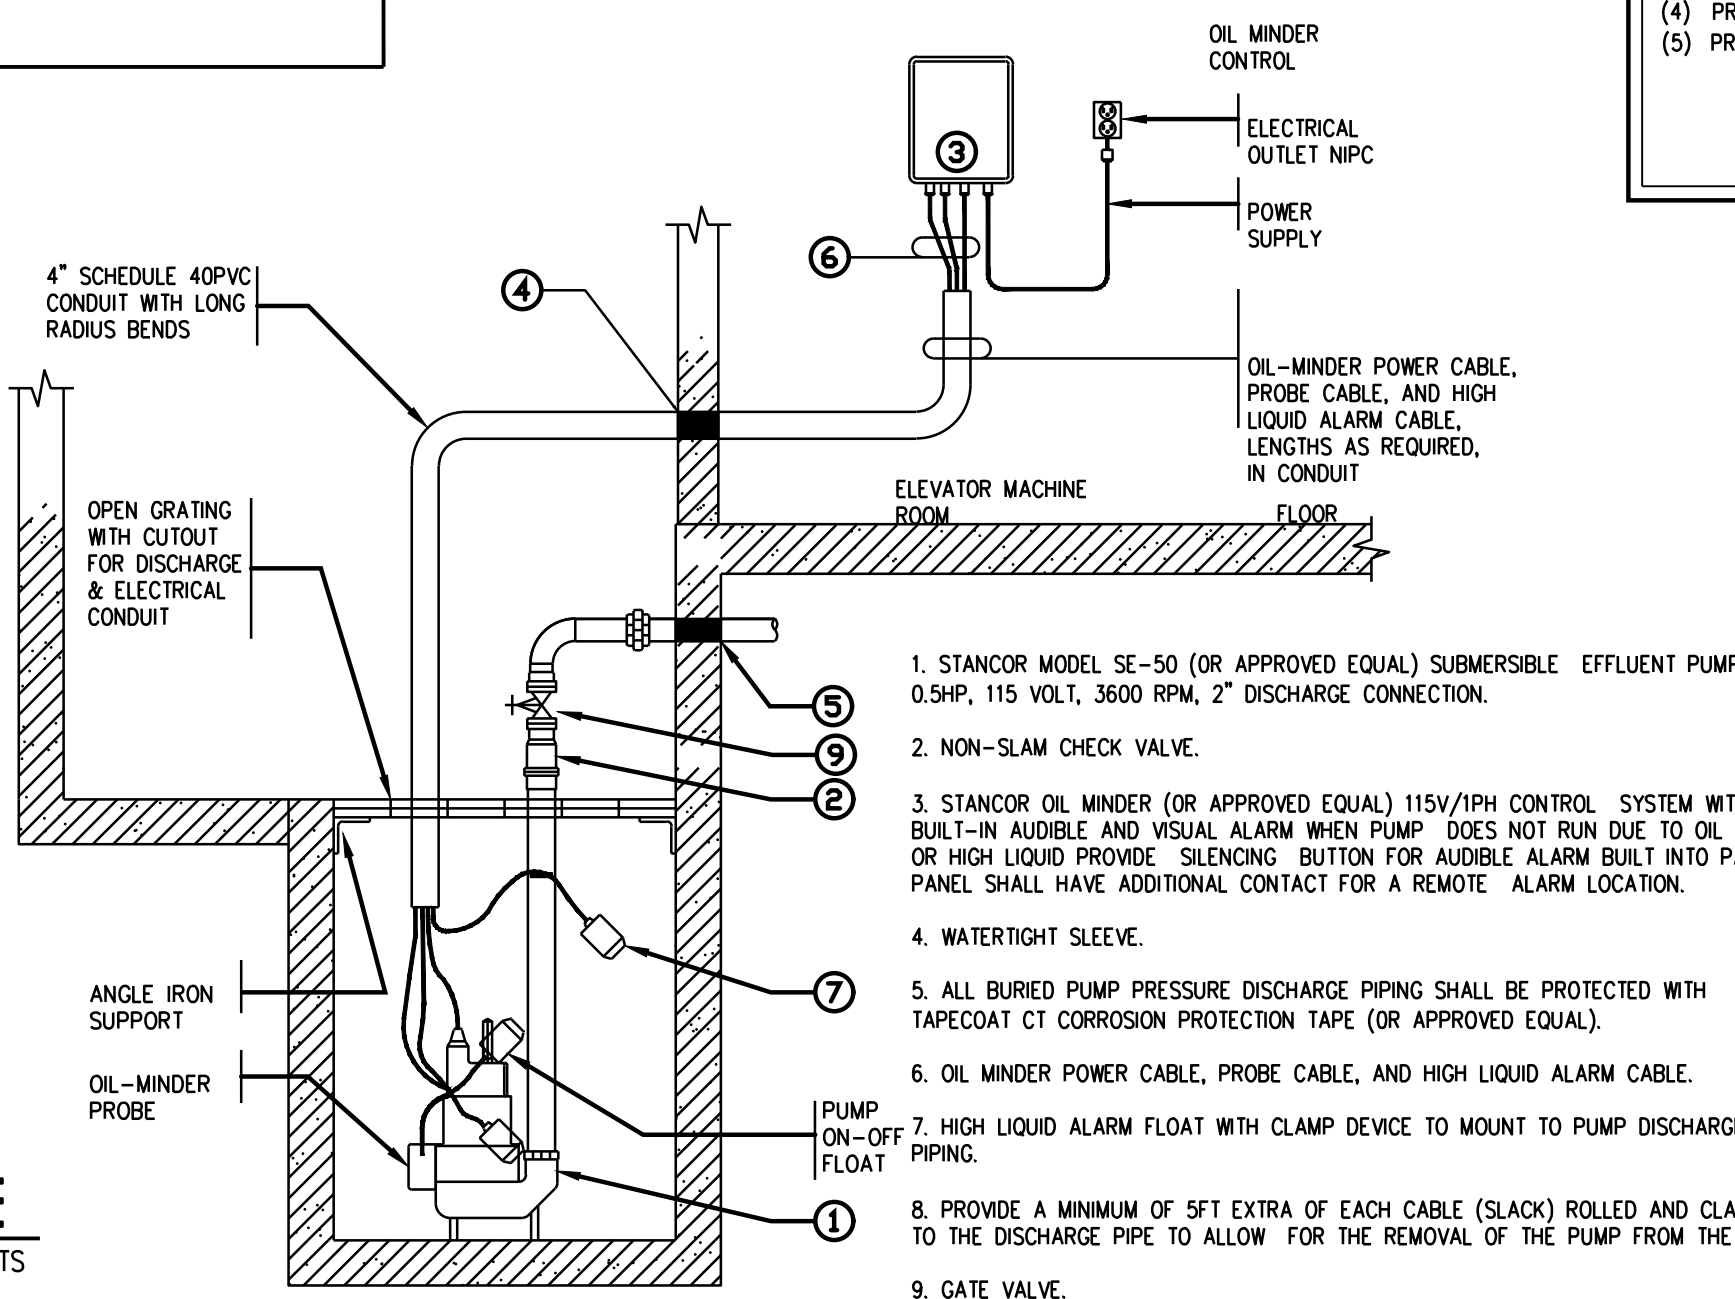 (4) PR
(5) PR
OIL MINDER
CONTROL
3
ELECTRICAL
OUTLET NIPC
POWER
SUPPLY
6
4
4" SCHEDULE 40PVC
CONDUIT WITH LONG
RADIUS BENDS
OIL-MINDER POWER CABLE,
PROBE CABLE, AND HIGH
LIQUID ALARM CABLE,
LENGTHS AS REQUIRED,
IN CONDUIT
ELEVATOR MACHINE
ROOM
FLOOR
OPEN GRATING
WITH CUTOUT
FOR DISCHARGE
& ELECTRICAL
CONDUIT
5
9
2
7
ANGLE IRON
SUPPORT
OIL-MINDER
PROBE
PUMP
ON-OFF
FLOAT
1
TS
1. STANCOR MODEL SE-50 (OR APPROVED EQUAL) SUBMERSIBLE EFFLUENT PUMP
0.5HP, 115 VOLT, 3600 RPM, 2" DISCHARGE CONNECTION.
2. NON-SLAM CHECK VALVE.
3. STANCOR OIL MINDER (OR APPROVED EQUAL) 115V/1PH CONTROL SYSTEM WIT
BUILT-IN AUDIBLE AND VISUAL ALARM WHEN PUMP DOES NOT RUN DUE TO OIL
OR HIGH LIQUID PROVIDE SILENCING BUTTON FOR AUDIBLE ALARM BUILT INTO PA
PANEL SHALL HAVE ADDITIONAL CONTACT FOR A REMOTE ALARM LOCATION.
4. WATERTIGHT SLEEVE.
5. ALL BURIED PUMP PRESSURE DISCHARGE PIPING SHALL BE PROTECTED WITH
TAPECOAT CT CORROSION PROTECTION TAPE (OR APPROVED EQUAL).
6. OIL MINDER POWER CABLE, PROBE CABLE, AND HIGH LIQUID ALARM CABLE.
7. HIGH LIQUID ALARM FLOAT WITH CLAMP DEVICE TO MOUNT TO PUMP DISCHARGE
PIPING.
8. PROVIDE A MINIMUM OF 5FT EXTRA OF EACH CABLE (SLACK) ROLLED AND CLA
TO THE DISCHARGE PIPE TO ALLOW FOR THE REMOVAL OF THE PUMP FROM THE
9. GATE VALVE.